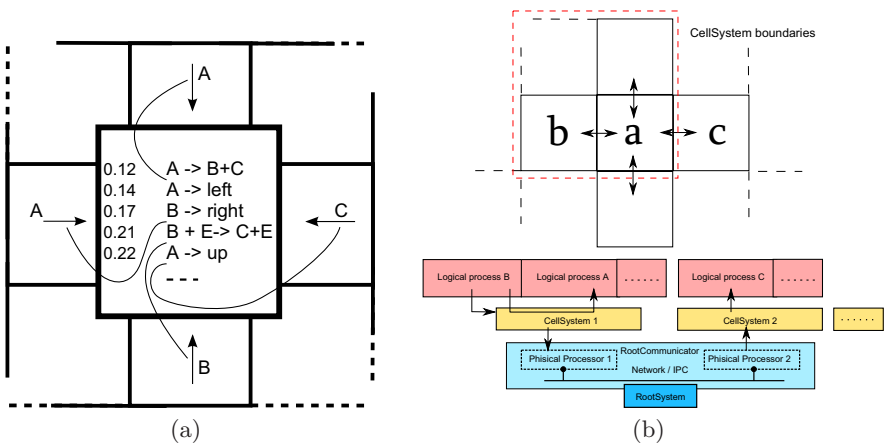 A
0.12 A -> B+C
0.14 A -> left
0.17 B -> right
0.21 B + E-> C+E
0.22 A -> up
A
C
B
(a)
CellSystem boundaries
b a c
Logical process B Logical process A ...... Logical process C ......
CellSystem 1 CellSystem 2 ......
RootCommunicator
Phisical Processor 1 Phisical Processor 2
Network / IPC
RootSystem
(b)